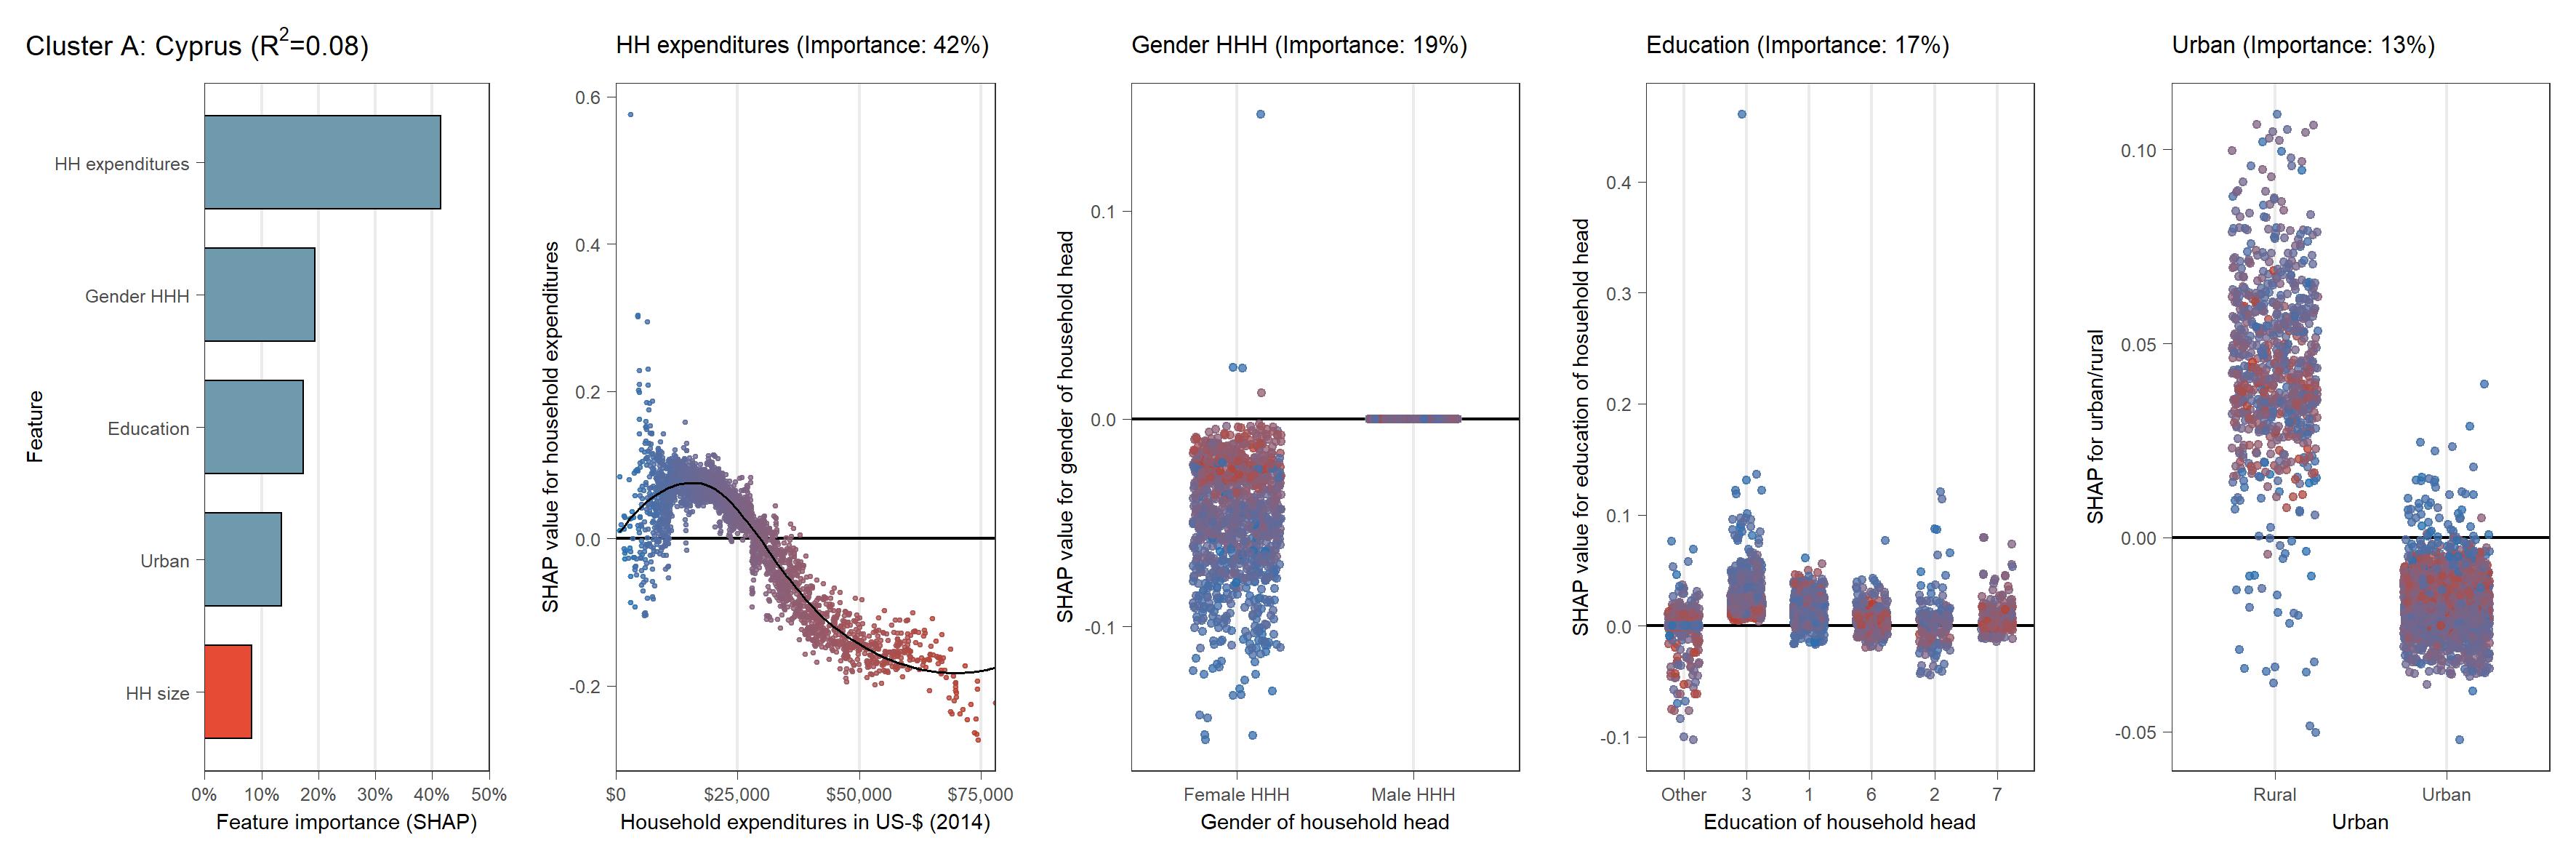 Cluster A: Cyprus (R²=0.08)
Feature
HH expenditures
Gender HHH
Education
Urban
HH size
0%
10%
20%
30%
40%
50%
Feature importance (SHAP)
HH expenditures (Importance: 42%)
SHAP value for household expenditures
0.6
0.4
0.2
0.0
-0.2
$0
$25,000
$50,000
$75,000
Household expenditures in US-$ (2014)
Gender HHH (Importance: 19%)
SHAP value for gender of household head
0.1
0.0
-0.1
Female HHH
Male HHH
Gender of household head
Education (Importance: 17%)
SHAP value for education of hosuehold head
0.4
0.3
0.2
0.1
0.0
-0.1
Other
3
1
6
2
7
Education of household head
Urban (Importance: 13%)
SHAP for urban/rural
0.10
0.05
0.00
-0.05
Rural
Urban
Urban